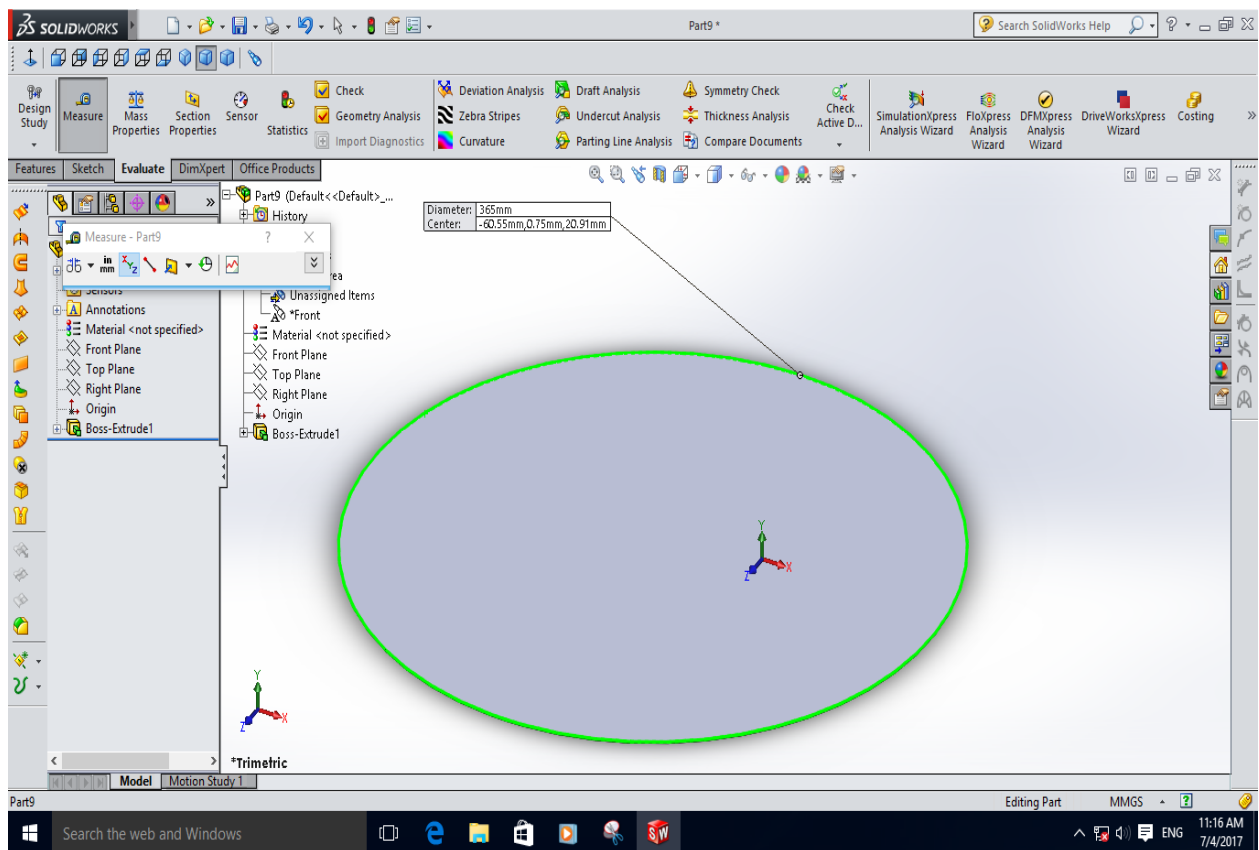 SOLIDWORKS
Part9 *
Search SolidWorks Help
Design Study
Measure
Mass Properties
Section Properties
Sensor
Statistics
Check
Geometry Analysis
Import Diagnostics
Deviation Analysis
Zebra Stripes
Curvature
Draft Analysis
Undercut Analysis
Parting Line Analysis
Symmetry Check
Thickness Analysis
Compare Documents
Check Active D...
SimulationXpress Analysis Wizard
FloXpress Analysis Wizard
DFMXpress Analysis Wizard
DriveWorksXpress Wizard
Costing
Features Sketch Evaluate DimXpert Office Products
Measure - Part9
in
mm
XYZ
Sensors
Annotations
Material <not specified>
Front Plane
Top Plane
Right Plane
Origin
Boss-Extrude1
Part9 (Default<<Default>_...
History
Unassigned Items
*Front
Material <not specified>
Front Plane
Top Plane
Right Plane
Origin
Boss-Extrude1
Diameter: 365mm
Center: -60.55mm,0.75mm,20.91mm
Y
X
Z
Y
X
Z
*Trimetric
Model Motion Study 1
Part9 Editing Part MMGS
Search the web and Windows
ENG
11:16 AM
7/4/2017